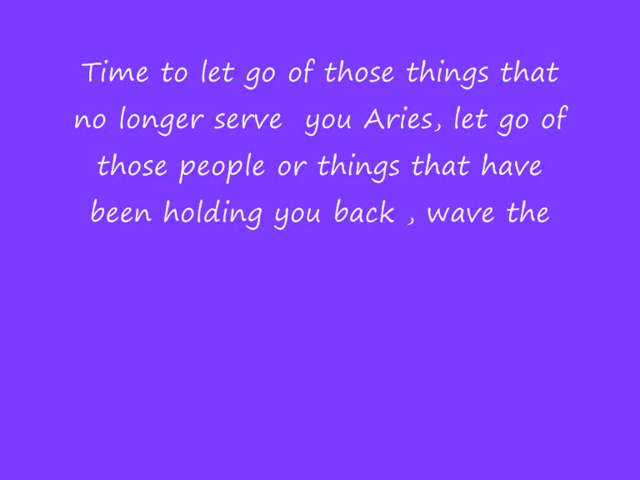 Time to let go of those things that
no longer serve  you Aries, let go of
those people or things that have
been holding you back , wave the